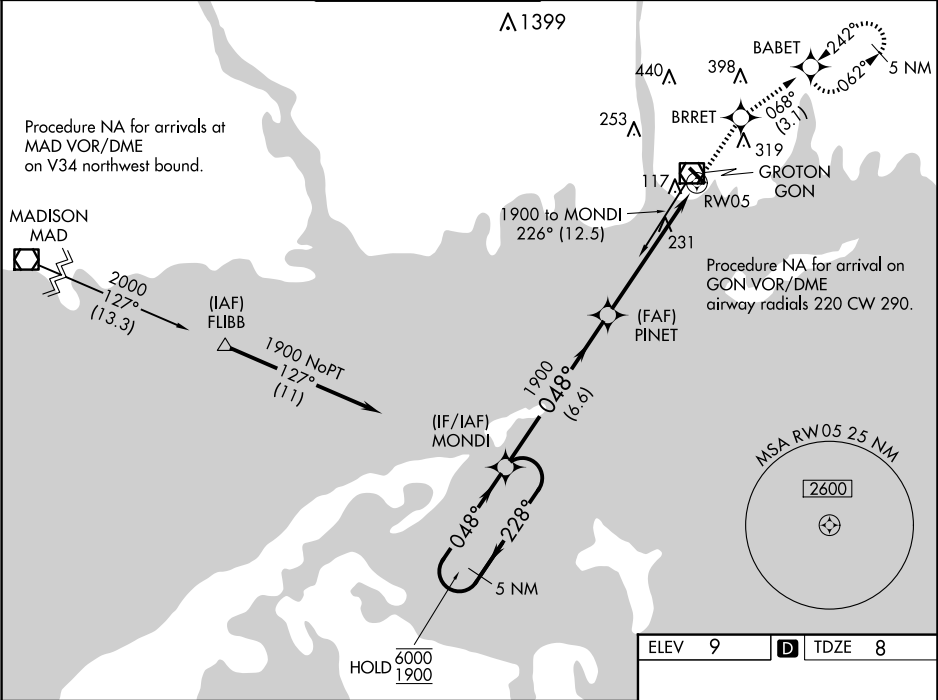 1399
BABET
242°
062°
5 NM
440
398
068°
(3.1)
BRRET
253
319
Procedure NA for arrivals at
MAD VOR/DME
on V34 northwest bound.
GROTON
GON
117
RW05
1900 to MONDI
226° (12.5)
231
MADISON
MAD
Procedure NA for arrival on
GON VOR/DME
airway radials 220 CW 290.
2000
127°
(13.3)
(IAF)
FLIBB
1900 NoPT
127°
(11)
(FAF)
PINET
1900
048°
(6.6)
(IF/IAF)
MONDI
MSA RW05 25 NM
2600
048°
228°
5 NM
HOLD 6000
1900
ELEV 9 D TDZE 8